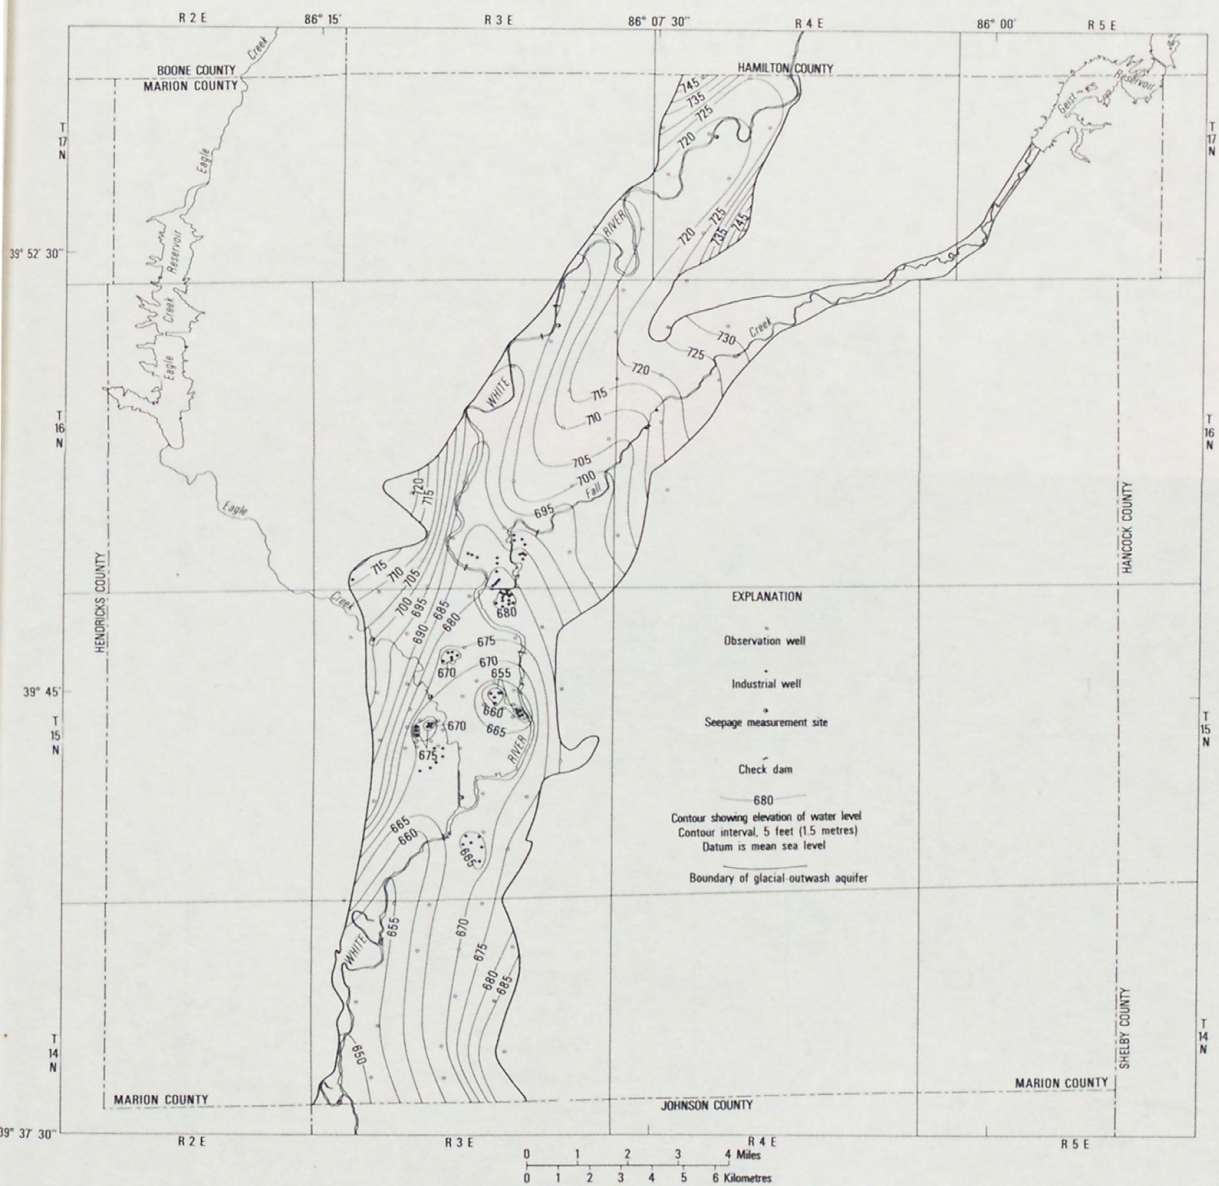 R 2 E
86° 15'
R 3 E
86° 07' 30"
R 4 E
86° 00'
R 5 E
Creek
BOONE COUNTY
MARION COUNTY
HAMILTON COUNTY
Reservoir
Geist
T
17
N
T
17
N
745
735
725
720
Eagle
RIVER
725
720
735
745
39° 52' 30"
Reservoir
Creek
Eagle
730
Creek
725
720
WHITE
715
710
T
16
N
T
16
N
705
700
Fall
720
715
695
Eagle
HANCOCK COUNTY
HENDRICKS COUNTY
715
710
705
700
695
685
690
680
680
Creek
EXPLANATION
Observation well
Industrial well
Seepage measurement site
Check dam
680
Contour showing elevation of water level
Contour interval, 5 feet (1.5 metres)
Datum is mean sea level
Boundary of glacial-outwash aquifer
675
670
670
655
660
665
39° 45'
T
15
N
T
15
N
670
675
RIVER
665
660
665
655
670
675
680
685
WHITE
650
T
14
N
T
14
N
SHELBY COUNTY
MARION COUNTY
MARION COUNTY
JOHNSON COUNTY
39° 37' 30"
R 2 E
R 3 E
R 4 E
R 5 E
0 1 2 3 4 Miles
0 1 2 3 4 5 6 Kilometres